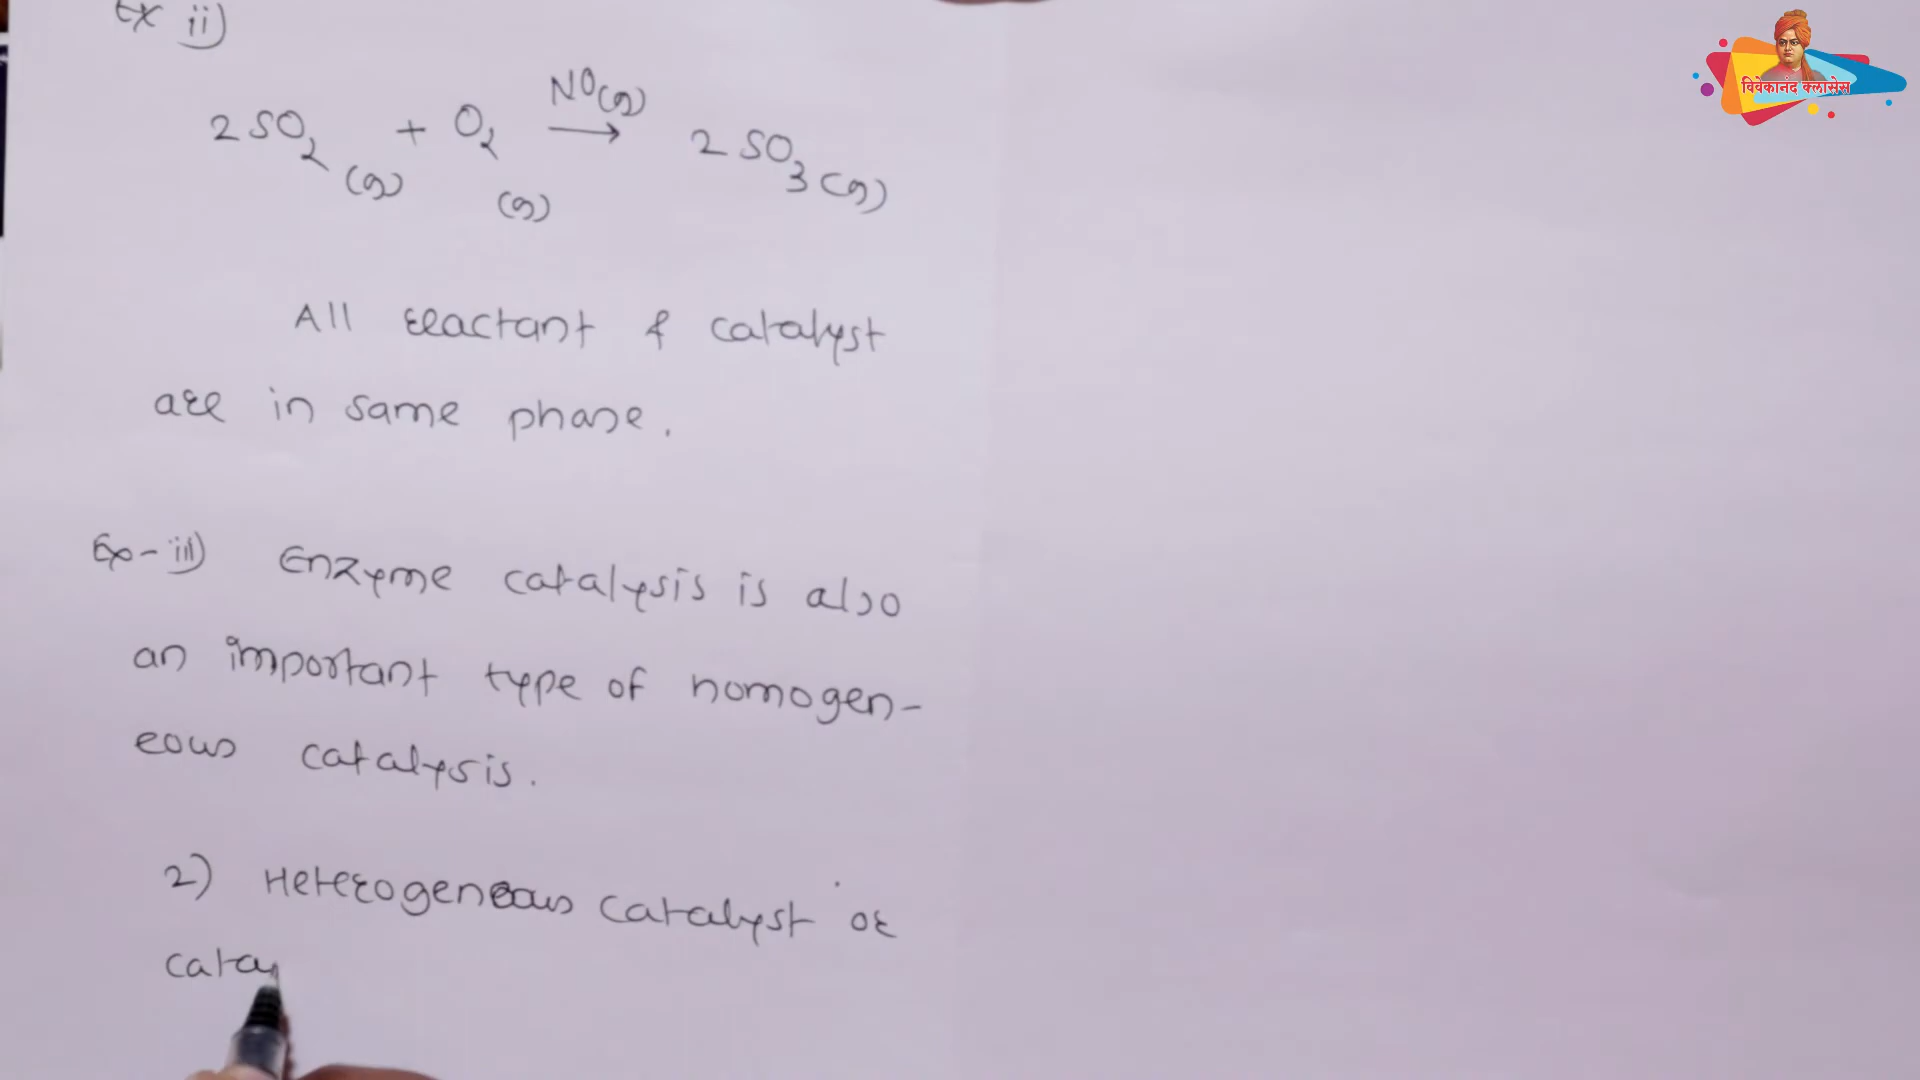 Ex ii)
2SO₂(g) + O₂(g) —NO(g)→ 2SO₃(g)
All reactant & catalyst
are in same phase.
Ex-iii) Enzyme catalysis is also
an important type of homogen-
eous catalysis.
2) Heterogeneous catalyst or
cata
विवेकानंद क्लासेस